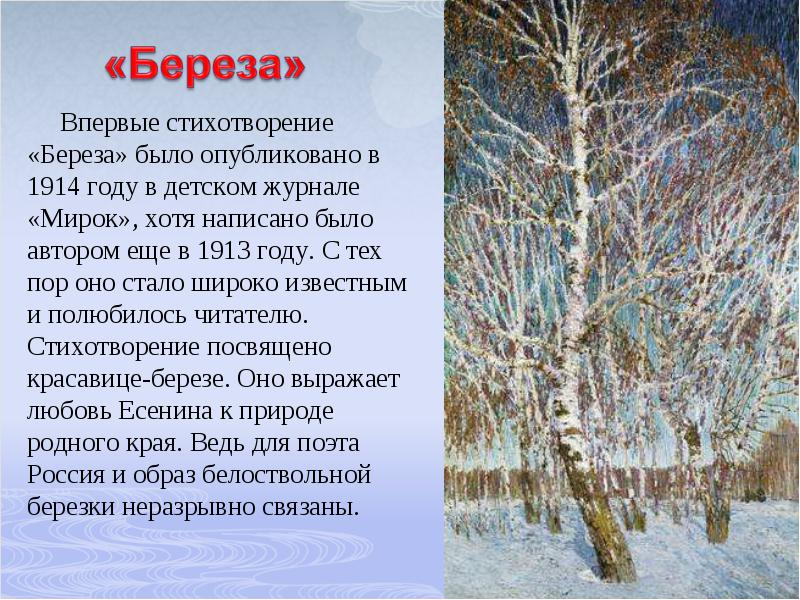 «Береза»
Впервые стихотворение
«Береза» было опубликовано в
1914 году в детском журнале
«Мирок», хотя написано было
автором еще в 1913 году. С тех
пор оно стало широко известным
и полюбилось читателю.
Стихотворение посвящено
красавице-березе. Оно выражает
любовь Есенина к природе
родного края. Ведь для поэта
Россия и образ белоствольной
березки неразрывно связаны.